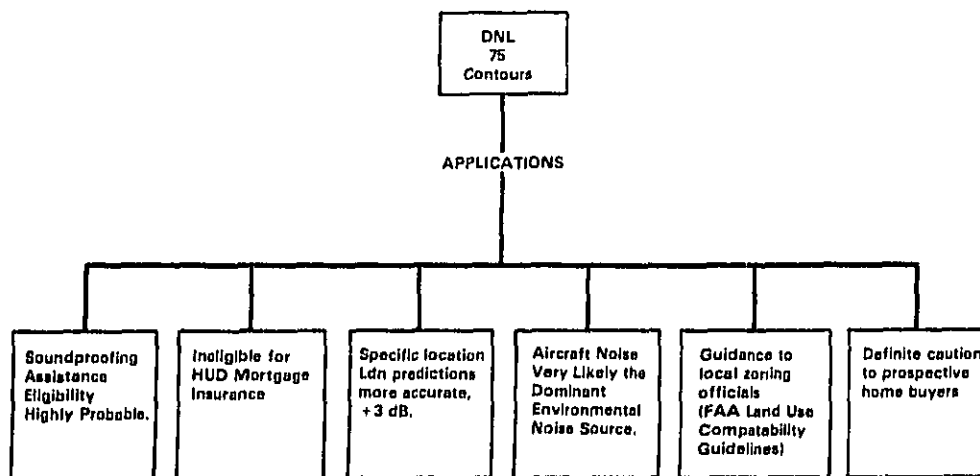 DNL
75
Contours
APPLICATIONS
Soundproofing
Assistance
Eligibility
Highly Probable.
Ineligible for
HUD Mortgage
Insurance
Specific location
Ldn predictions
more accurate,
+3 dB.
Aircraft Noise
Very Likely the
Dominant
Environmental
Noise Source.
Guidance to
local zoning
officials
(FAA Land Use
Compatability
Guidelines)
Definite caution
to prospective
home buyers